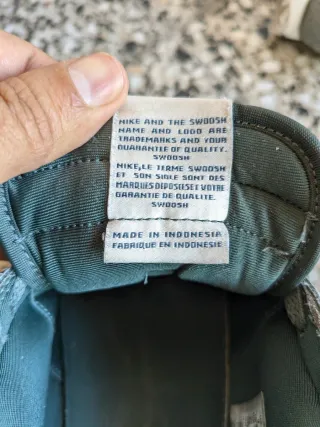 NIKE AND THE SWOOSH
NAME AND LOGO ARE
TRADEMARKS AND YOUR
GUARANTEE OF QUALITY.
SWOOSH
NIKE,LE TERME SWOOSH
ET SON SIGLE SONT DES
MARQUES DEPOSEES ET VOTRE
GARANTIE DE QUALITE.
SWOOSH
MADE IN INDONESIA
FABRIQUE EN INDONESIE